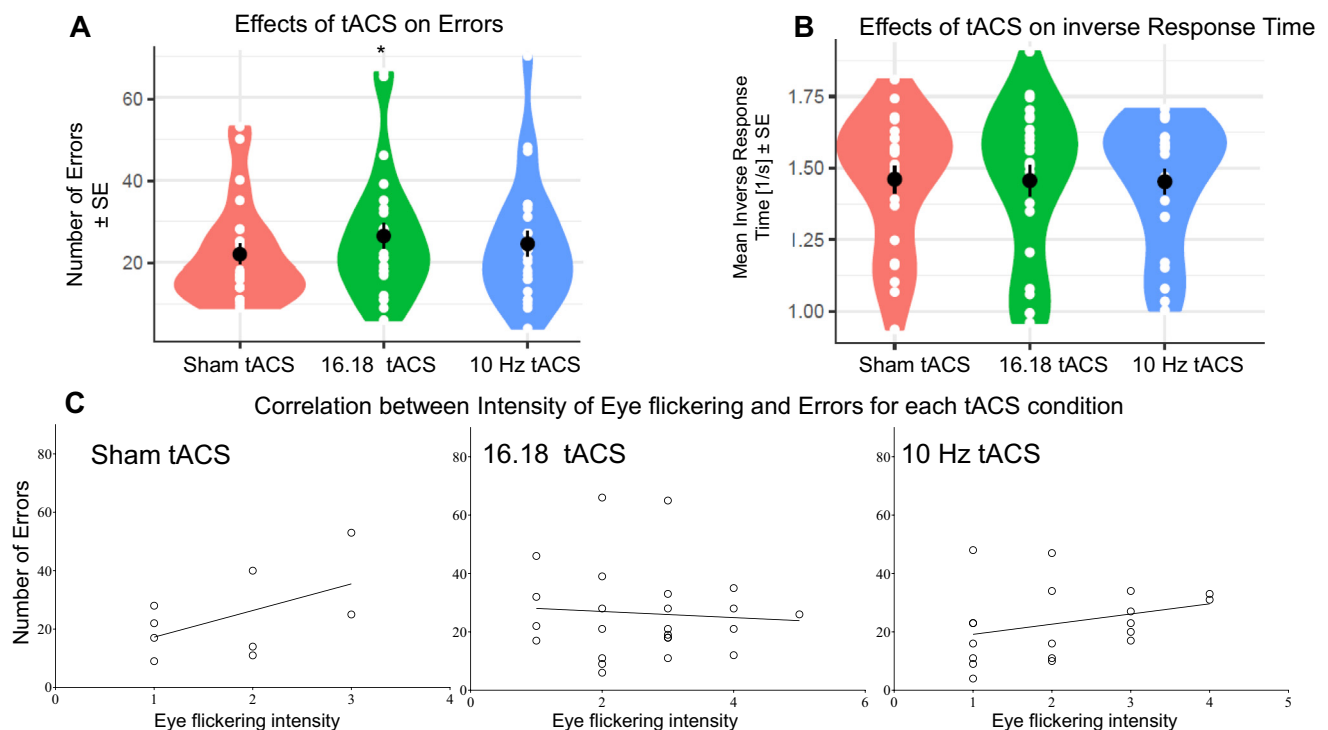 A
Effects of tACS on Errors
*
Number of Errors
± SE
60
40
20
Sham tACS
16.18 tACS
10 Hz tACS
B
Effects of tACS on inverse Response Time
Mean Inverse Response
Time [1/s] ± SE
1.75
1.50
1.25
1.00
Sham tACS
16.18 tACS
10 Hz tACS
C
Correlation between Intensity of Eye flickering and Errors for each tACS condition
Sham tACS
Number of Errors
80
60
40
20
0
0 1 2 3 4
Eye flickering intensity
16.18 tACS
80
60
40
20
0
0 2 4 6
Eye flickering intensity
10 Hz tACS
80
60
40
20
0
0 1 2 3 4 5
Eye flickering intensity